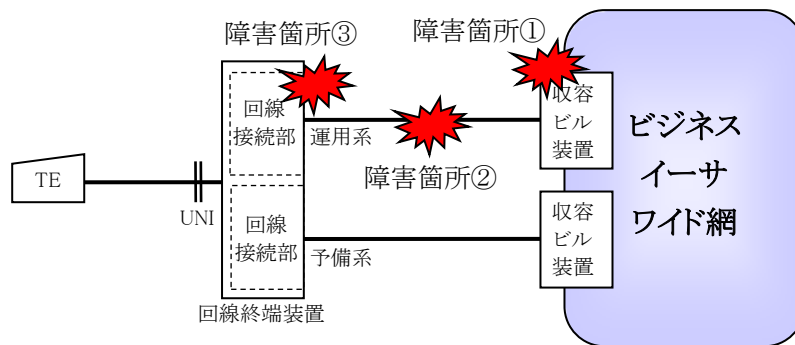 障害箇所③
障害箇所①
回線
接続部
運用系
障害箇所②
収容
ビル
装置
ビジネス
イーサ
ワイド網
TE
UNI
回線
接続部
予備系
収容
ビル
装置
回線終端装置